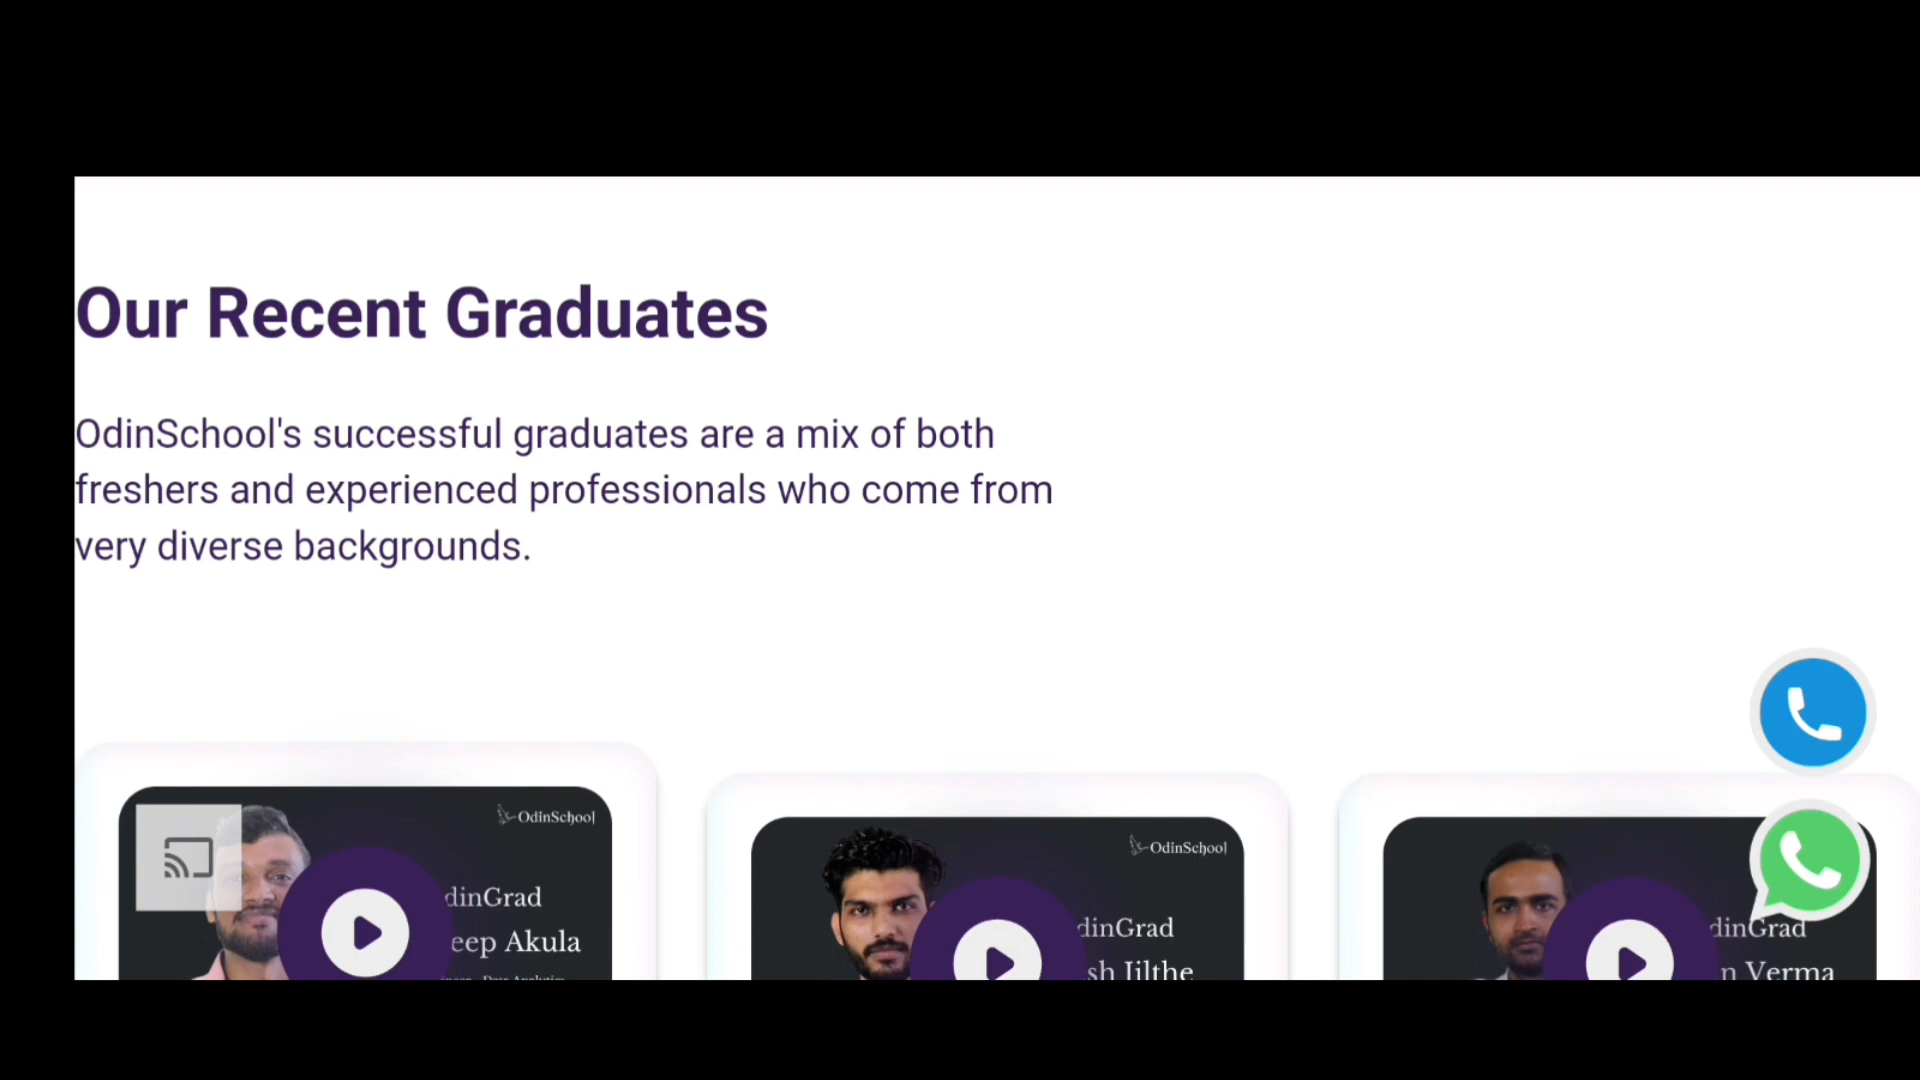 Our Recent Graduates
OdinSchool's successful graduates are a mix of both
freshers and experienced professionals who come from
very diverse backgrounds.
OdinSchool
OdinSchool
dinGrad
eep Akula
dinGrad
sh Jilthe
dinGrad
n Verma